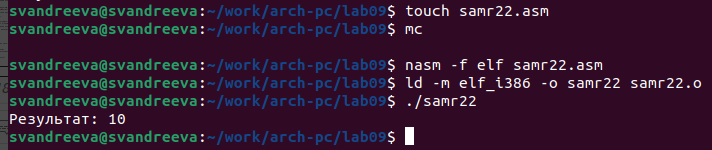 svandreeva@svandreeva:~/work/arch-pc/lab09$ touch samr22.asm
svandreeva@svandreeva:~/work/arch-pc/lab09$ mc
svandreeva@svandreeva:~/work/arch-pc/lab09$ nasm -f elf samr22.asm
svandreeva@svandreeva:~/work/arch-pc/lab09$ ld -m elf_i386 -o samr22 samr22.o
svandreeva@svandreeva:~/work/arch-pc/lab09$ ./samr22
Результат: 10
svandreeva@svandreeva:~/work/arch-pc/lab09$